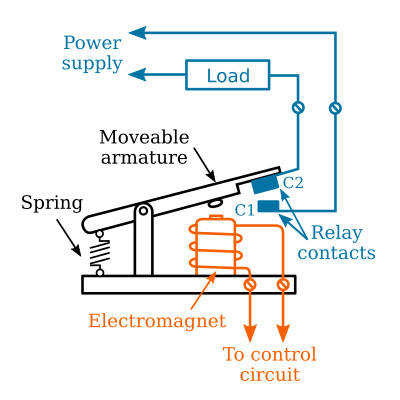 Power
supply
Load
Moveable
armature
C2
Spring
C1
Relay
contacts
Electromagnet
To control
circuit